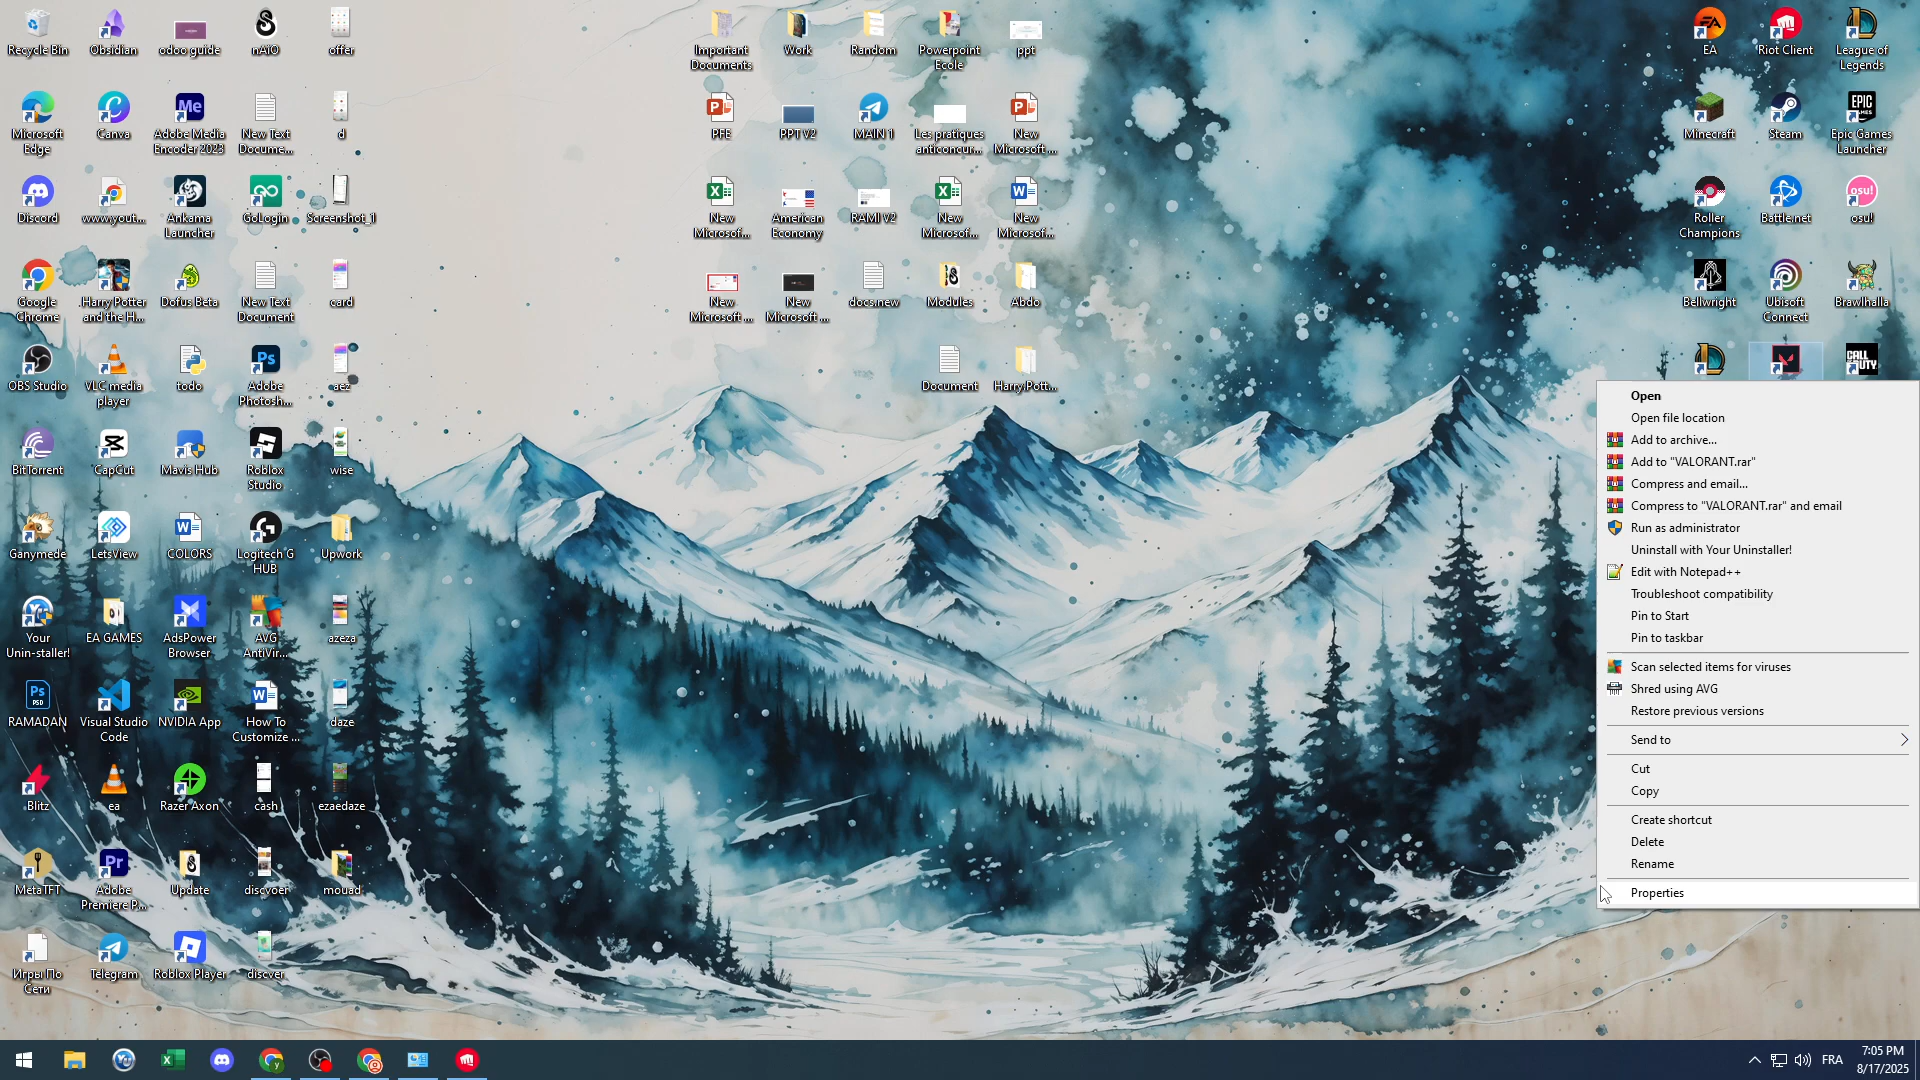 Recycle Bin
Obsidian
odoo guide
nAIO
offer
Microsoft
Edge
Canva
Adobe Media
Encoder 2023
New Text
Docume...
d
Discord
www.yout...
Ankama
Launcher
GoLogin
Screenshot_1
Google
Chrome
Harry Potter
and the H...
Dofus Beta
New Text
Document
card
OBS Studio
VLC media
player
todo
Adobe
Photosh...
aez
BitTorrent
CapCut
Mavis Hub
Roblox
Studio
wise
Ganymede
LetsView
COLORS
Logitech G
HUB
Upwork
Your
Unin-staller!
EA GAMES
AdsPower
Browser
AVG
AntiVir...
azeza
RAMADAN
Visual Studio
Code
NVIDIA App
How To
Customize ...
daze
Blitz
ea
Razer Axon
cash
ezaedaze
MetaTFT
Adobe
Premiere P...
Update
discvoer
mouad
Игры По
Сети
Telegram
Roblox Player
discver
Important
Documents
Work
Random
Powerpoint
Ecole
ppt
PFE
PPT V2
MAIN 1
Les pratiques
anticoncur...
New
Microsoft ...
New
Microsof...
American
Economy
RAMI V2
New
Microsof...
New
Microsof...
New
Microsoft ...
New
Microsoft ...
docs.new
Modules
Abdo
Document
Harry.Pott...
EA
Riot Client
League of
Legends
Minecraft
Steam
Epic Games
Launcher
Roller
Champions
Battle.net
osu!
Bellwright
Ubisoft
Connect
Brawlhalla
CALL
DUTY
Open
Open file location
Add to archive...
Add to "VALORANT.rar"
Compress and email...
Compress to "VALORANT.rar" and email
Run as administrator
Uninstall with Your Uninstaller!
Edit with Notepad++
Troubleshoot compatibility
Pin to Start
Pin to taskbar
Scan selected items for viruses
Shred using AVG
Restore previous versions
Send to
Cut
Copy
Create shortcut
Delete
Rename
Properties
FRA
7:05 PM
8/17/2025